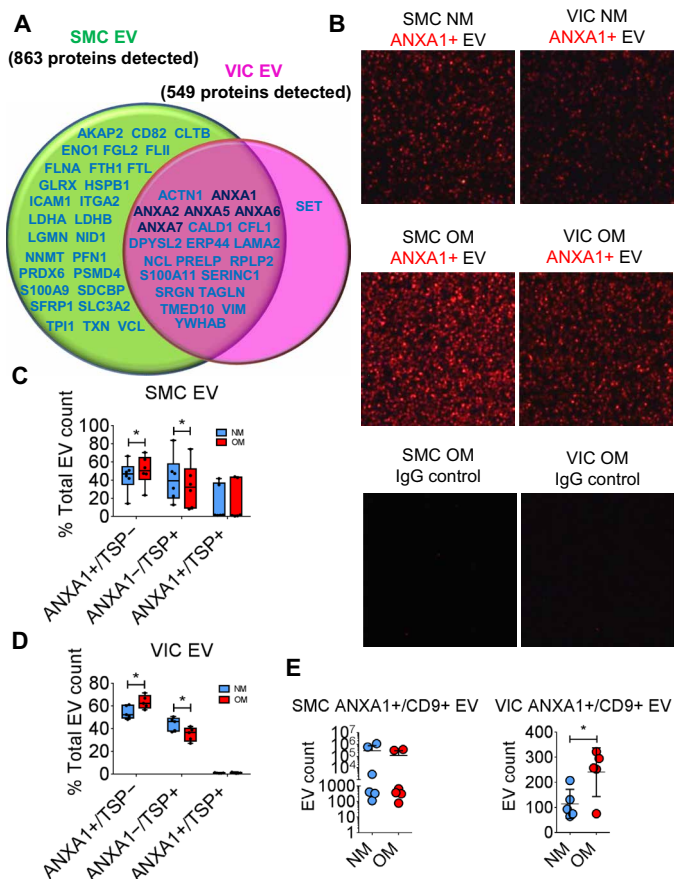 A
SMC EV
(863 proteins detected)
VIC EV
(549 proteins detected)
AKAP2 CD82 CLTB
ENO1 FGL2 FLII
FLNA FTH1 FTL
GLRX HSPB1
ICAM1 ITGA2
LDHA LDHB
LGMN NID1
NNMT PFN1
PRDX6 PSMD4
S100A9 SDCBP
SFRP1 SLC3A2
TPI1 TXN VCL
ACTN1 ANXA1
ANXA2 ANXA5 ANXA6
ANXA7 CALD1 CFL1
DPYSL2 ERP44 LAMA2
NCL PRELP RPLP2
S100A11 SERINC1
SRGN TAGLN
TMED10 VIM
YWHAB
SET
B
SMC NM
ANXA1+ EV
VIC NM
ANXA1+ EV
SMC OM
ANXA1+ EV
VIC OM
ANXA1+ EV
SMC OM
IgG control
VIC OM
IgG control
C
SMC EV
% Total EV count
100
80
60
40
20
0
*
*
NM
OM
ANXA1+/TSP−
ANXA1−/TSP+
ANXA1+/TSP+
D
VIC EV
% Total EV count
80
60
40
20
0
*
*
NM
OM
ANXA1+/TSP−
ANXA1−/TSP+
ANXA1+/TSP+
E
SMC ANXA1+/CD9+ EV
EV count
10⁷
10⁶
10⁵
10⁴
1000
100
10
1
NM
OM
VIC ANXA1+/CD9+ EV
EV count
400
300
200
100
0
*
NM
OM